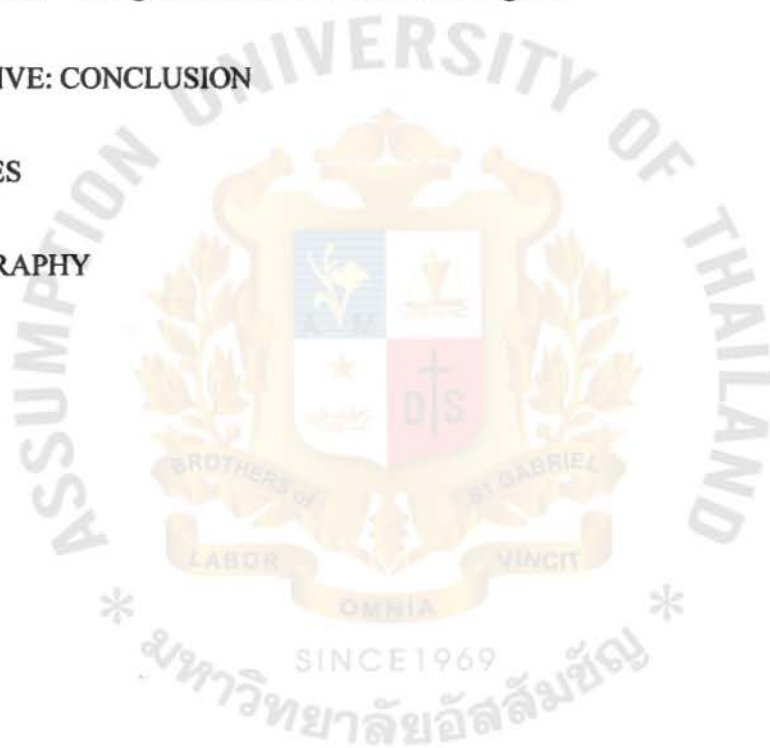 IVE: CONCLUSION
ES
RAPHY
ASSUMPTION UNIVERSITY OF THAILAND
A M
D S
BROTHERS of ST GABRIEL
LABOR VINCIT
OMNIA
SINCE1969
* มหาวิทยาลัยอัสสัมชัญ *